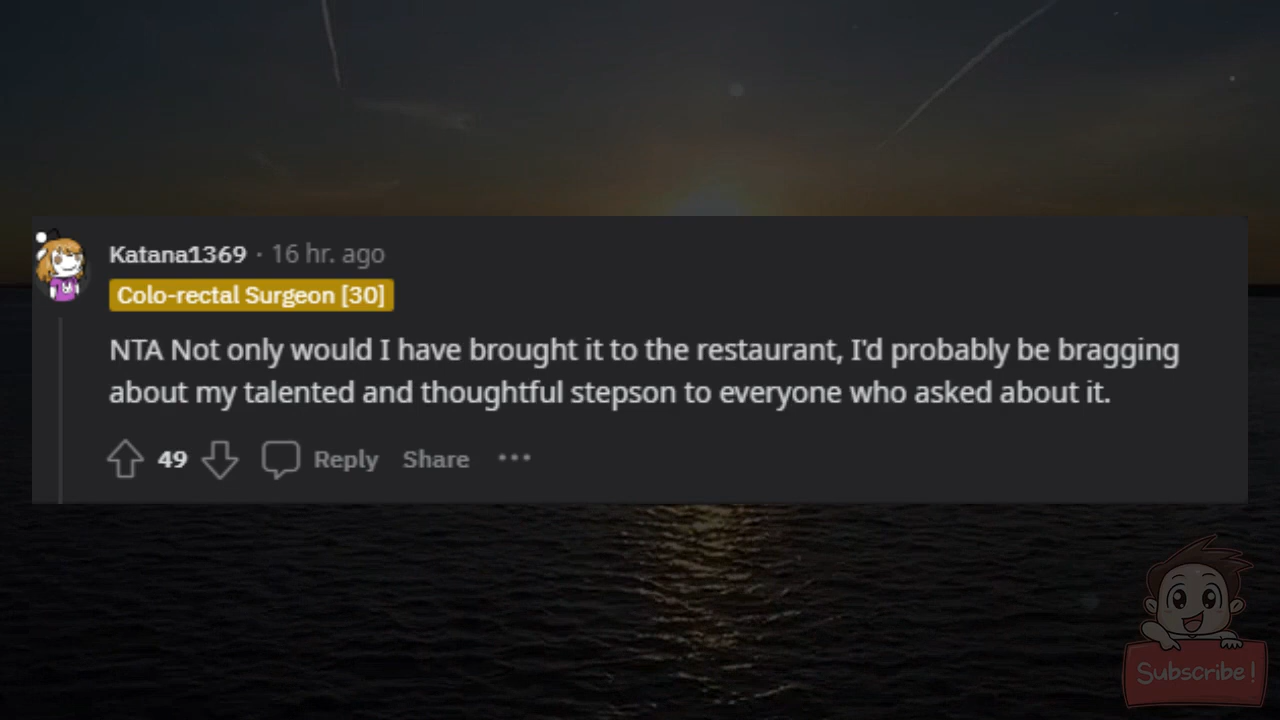 Katana1369 · 16 hr. ago
Colo-rectal Surgeon [30]
NTA Not only would I have brought it to the restaurant, I'd probably be bragging
about my talented and thoughtful stepson to everyone who asked about it.
49 Reply Share ···
Subscribe!